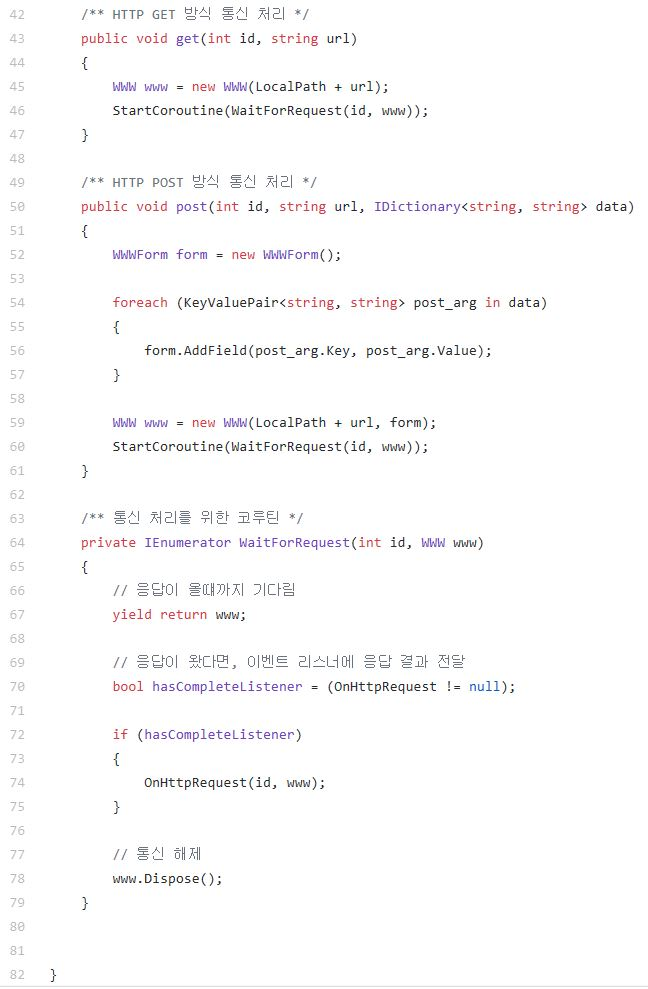 42 /** HTTP GET 방식 통신 처리 */
43 public void get(int id, string url)
44 {
45 WWW www = new WWW(LocalPath + url);
46 StartCoroutine(WaitForRequest(id, www));
47 }
48
49 /** HTTP POST 방식 통신 처리 */
50 public void post(int id, string url, IDictionary<string, string> data)
51 {
52 WWWForm form = new WWWForm();
53
54 foreach (KeyValuePair<string, string> post_arg in data)
55 {
56 form.AddField(post_arg.Key, post_arg.Value);
57 }
58
59 WWW www = new WWW(LocalPath + url, form);
60 StartCoroutine(WaitForRequest(id, www));
61 }
62
63 /** 통신 처리를 위한 코루틴 */
64 private IEnumerator WaitForRequest(int id, WWW www)
65 {
66 // 응답이 올떄까지 기다림
67 yield return www;
68
69 // 응답이 왔다면, 이벤트 리스너에 응답 결과 전달
70 bool hasCompleteListener = (OnHttpRequest != null);
71
72 if (hasCompleteListener)
73 {
74 OnHttpRequest(id, www);
75 }
76
77 // 통신 해제
78 www.Dispose();
79 }
80
81
82 }